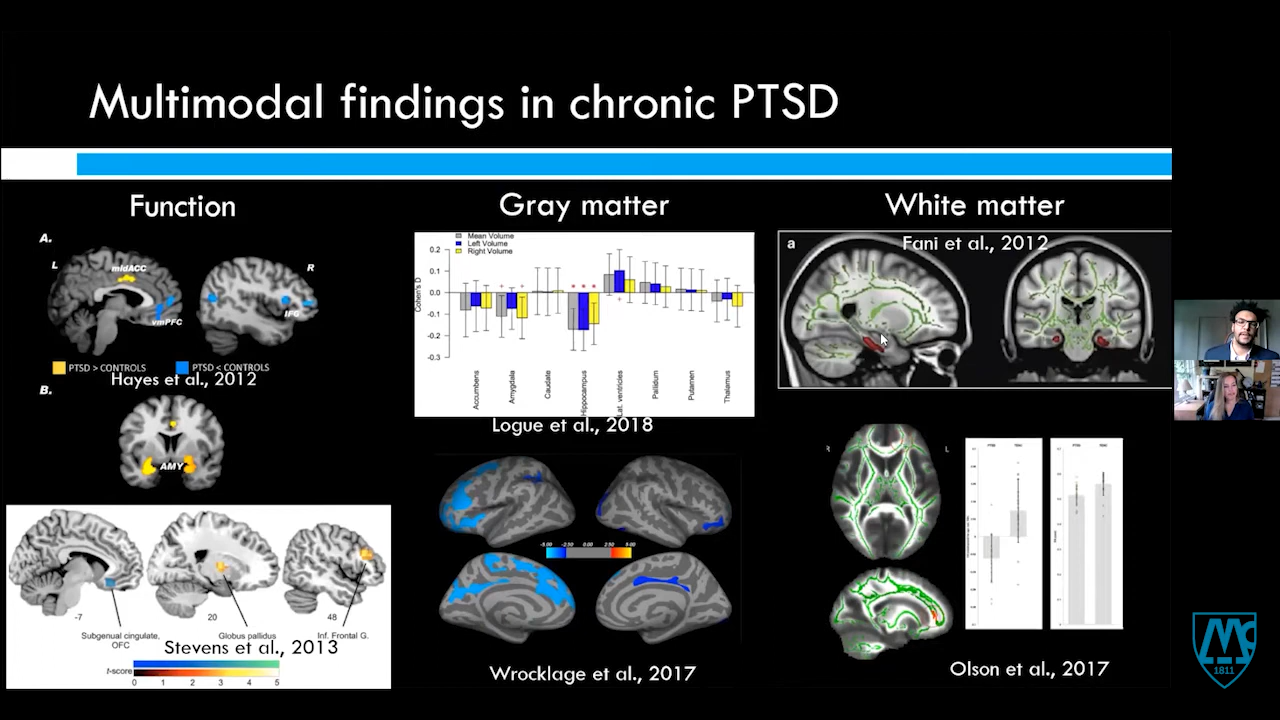 Multimodal findings in chronic PTSD
Function
A.
L
midACC
vmPFC
R
IFG
PTSD > CONTROLS
PTSD < CONTROLS
Hayes et al., 2012
B.
AMY
-7
20
48
Subgenual cingulate,
OFC
Globus pallidus
Inf. Frontal G.
Stevens et al., 2013
t-score
0 1 2 3 4 5
Gray matter
Mean Volume
Left Volume
Right Volume
Cohen's D
0.2
0.1
0.0
-0.1
-0.2
-0.3
Accumbens
Amygdala
Caudate
Hippocampus
Lat. ventricles
Pallidum
Putamen
Thalamus
Logue et al., 2018
-5.00 -2.50 0.00 2.50 5.00
Wrocklage et al., 2017
White matter
a
Fani et al., 2012
R
L
Olson et al., 2017
MC
1811